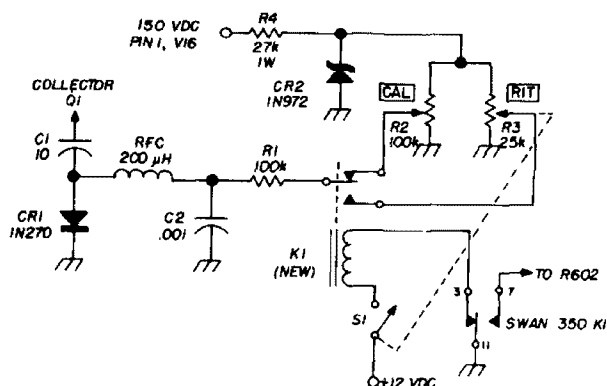 150 VDC
PIN 1, V16
R4
27k
1W
CR2
1N972
CAL
RIT
R2
100k
R3
25k
COLLECTOR
Q1
C1
10
RFC
200 µH
R1
100k
CR1
1N270
C2
.001
K1
(NEW)
S1
+12 VDC
3
7
11
TO R602
SWAN 350 K1